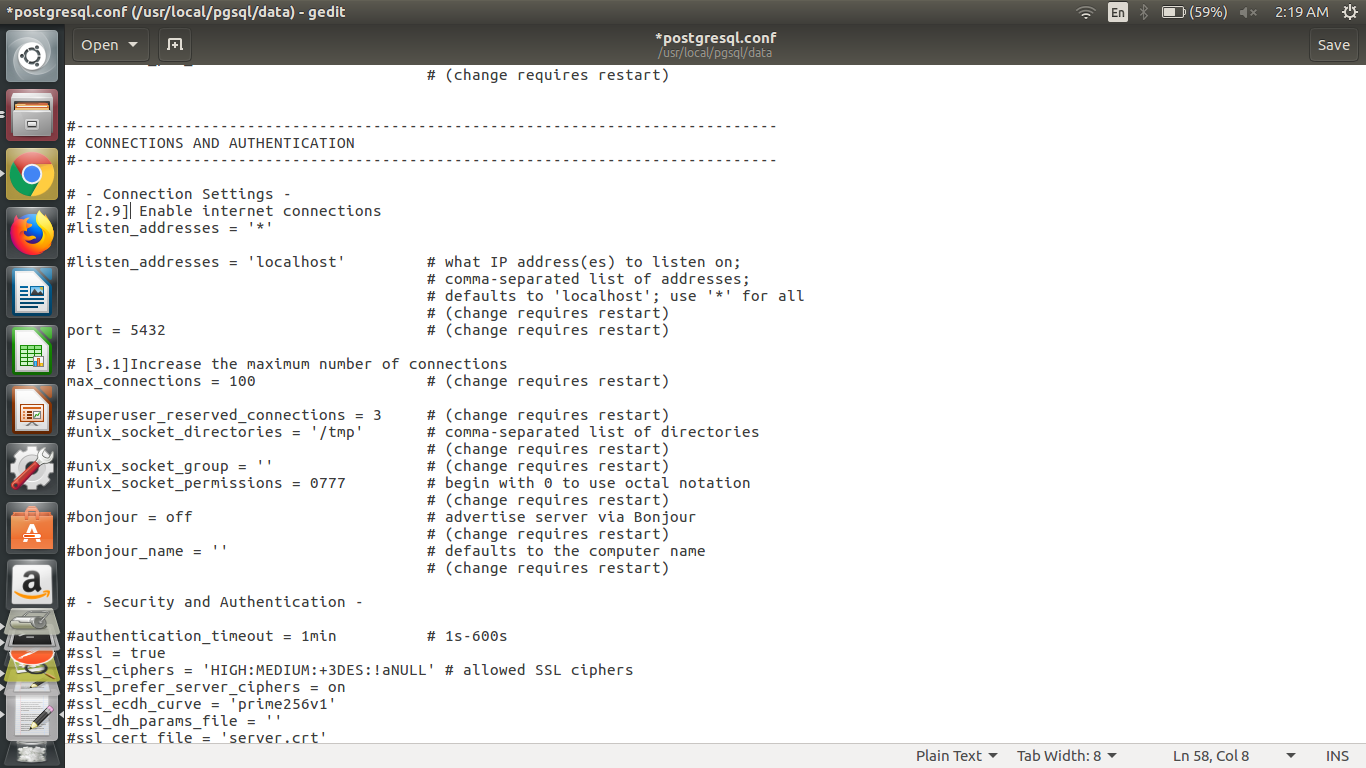 *postgresql.conf (/usr/local/pgsql/data) - gedit
En
(59%)
2:19 AM
Open
*postgresql.conf
/usr/local/pgsql/data
Save
# (change requires restart)
#------------------------------------------------------------------------------
# CONNECTIONS AND AUTHENTICATION
#------------------------------------------------------------------------------
# - Connection Settings -
# [2.9] Enable internet connections
#listen_addresses = '*'
#listen_addresses = 'localhost' # what IP address(es) to listen on;
# comma-separated list of addresses;
# defaults to 'localhost'; use '*' for all
# (change requires restart)
port = 5432 # (change requires restart)
# [3.1]Increase the maximum number of connections
max_connections = 100 # (change requires restart)
#superuser_reserved_connections = 3 # (change requires restart)
#unix_socket_directories = '/tmp' # comma-separated list of directories
# (change requires restart)
#unix_socket_group = '' # (change requires restart)
#unix_socket_permissions = 0777 # begin with 0 to use octal notation
# (change requires restart)
#bonjour = off # advertise server via Bonjour
# (change requires restart)
#bonjour_name = '' # defaults to the computer name
# (change requires restart)
# - Security and Authentication -
#authentication_timeout = 1min # 1s-600s
#ssl = true
#ssl_ciphers = 'HIGH:MEDIUM:+3DES:!aNULL' # allowed SSL ciphers
#ssl_prefer_server_ciphers = on
#ssl_ecdh_curve = 'prime256v1'
#ssl_dh_params_file = ''
#ssl_cert_file = 'server.crt'
Plain Text
Tab Width: 8
Ln 58, Col 8
INS